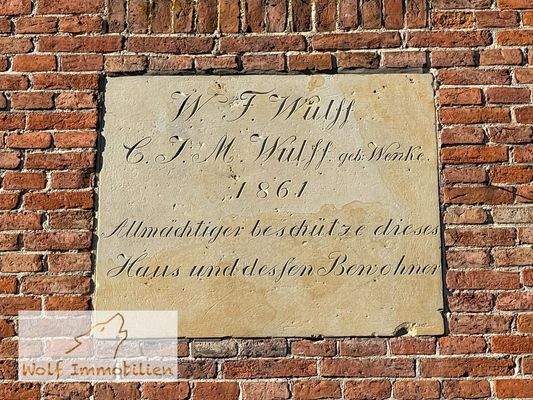 W. F. Wulff.
C. J. M. Wulff. geb: Wenke.
1861
Allmächtiger beschütze dieses
Haus und desſen Bewohner
Wolf Immobilien